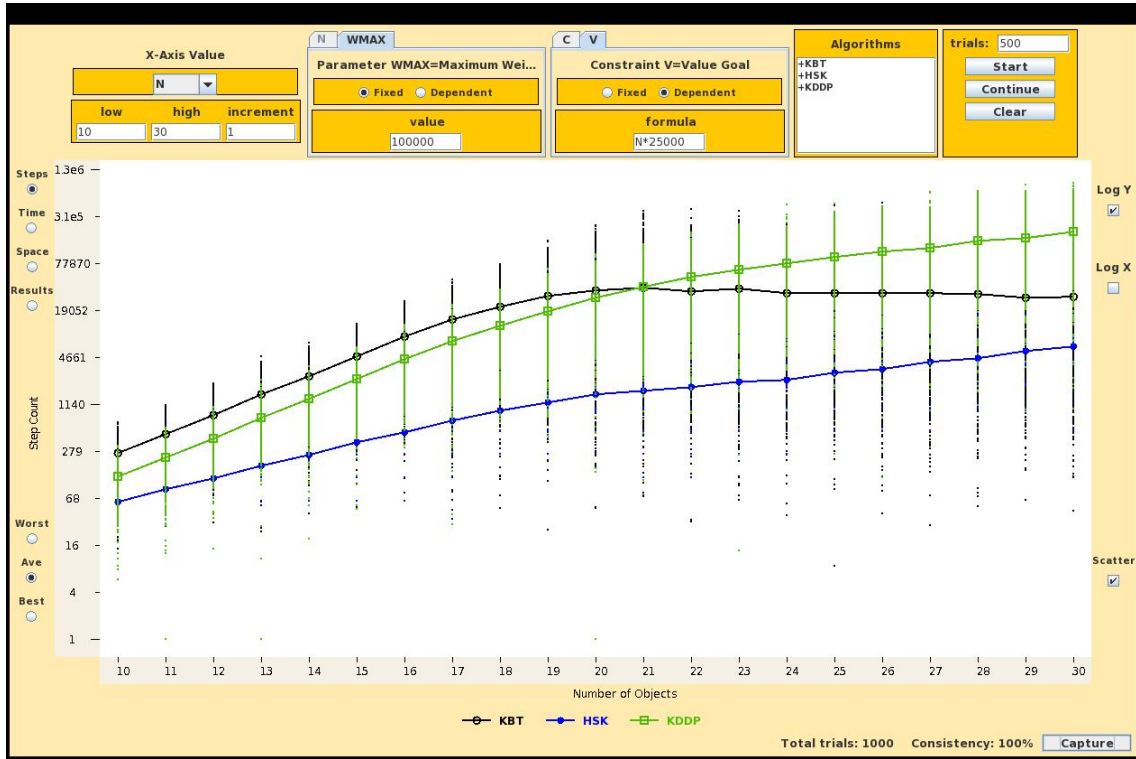 X-Axis Value
N
low high increment
10 30 1
N WMAX
Parameter WMAX=Maximum Wei...
Fixed Dependent
value
100000
C V
Constraint V=Value Goal
Fixed Dependent
formula
N*25000
Algorithms
+KBT
+HSK
+KDDP
trials: 500
Start
Continue
Clear
Steps
Time
Space
Results
Worst
Ave
Best
Step Count
1.3e6
3.1e5
77870
19052
4661
1140
279
68
16
4
1
Log Y
Log X
Scatter
10 11 12 13 14 15 16 17 18 19 20 21 22 23 24 25 26 27 28 29 30
Number of Objects
KBT HSK KDDP
Total trials: 1000 Consistency: 100% Capture